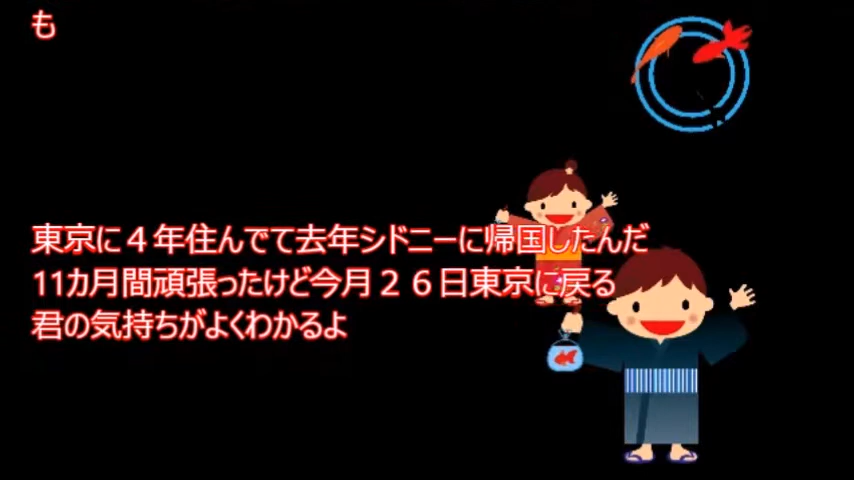 も
東京に４年住んでて去年シドニーに帰国したんだ
11カ月間頑張ったけど今月２６日東京に戻る
君の気持ちがよくわかるよ